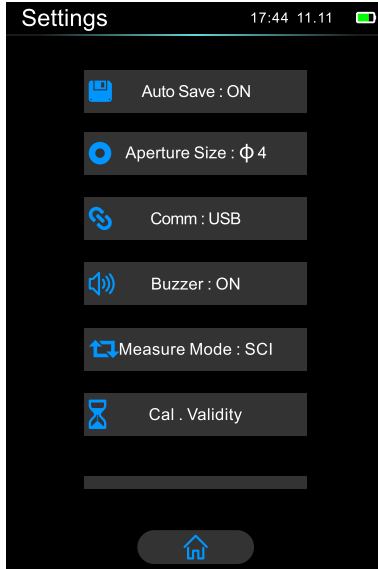 Settings 17:44 11.11
Auto Save : ON
Aperture Size : Φ 4
Comm : USB
Buzzer : ON
Measure Mode : SCI
Cal . Validity